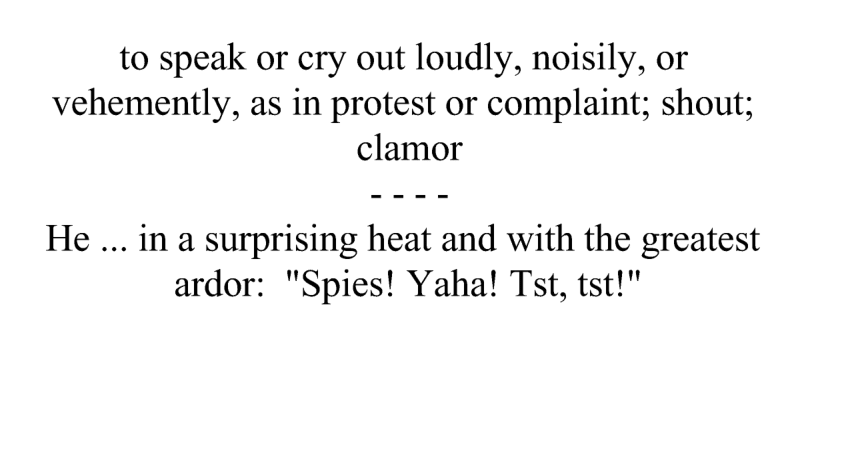 to speak or cry out loudly, noisily, or
vehemently, as in protest or complaint; shout;
clamor
- - - -
He ... in a surprising heat and with the greatest
ardor:  "Spies! Yaha! Tst, tst!"